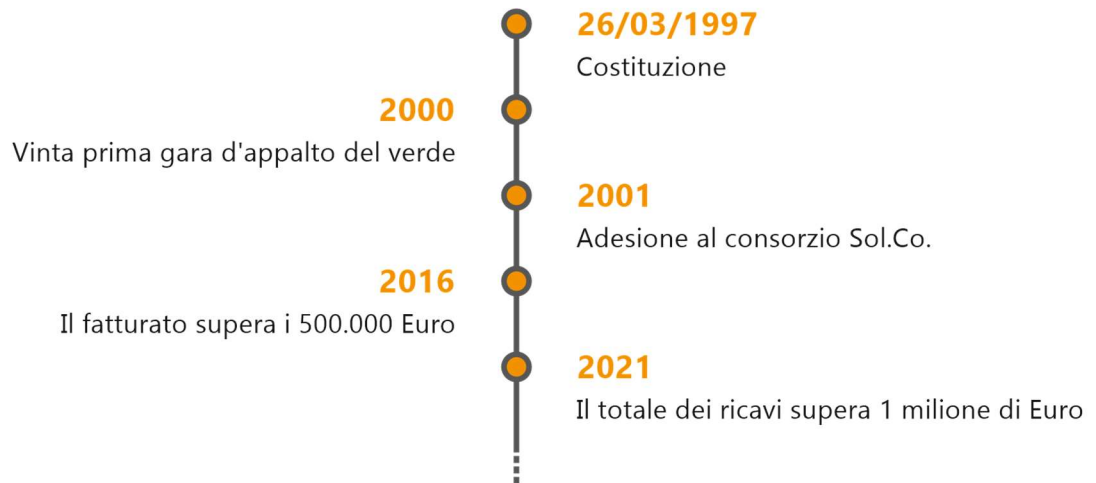 26/03/1997
Costituzione
2000
Vinta prima gara d'appalto del verde
2001
Adesione al consorzio Sol.Co.
2016
Il fatturato supera i 500.000 Euro
2021
Il totale dei ricavi supera 1 milione di Euro